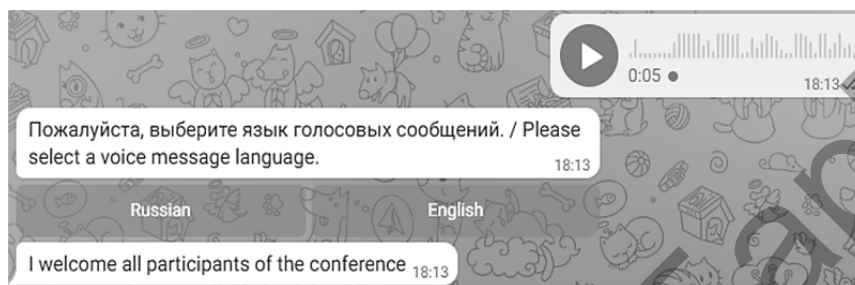 0:05
18:13
Пожалуйста, выберите язык голосовых сообщений. / Please
select a voice message language.
18:13
Russian
English
I welcome all participants of the conference 18:13